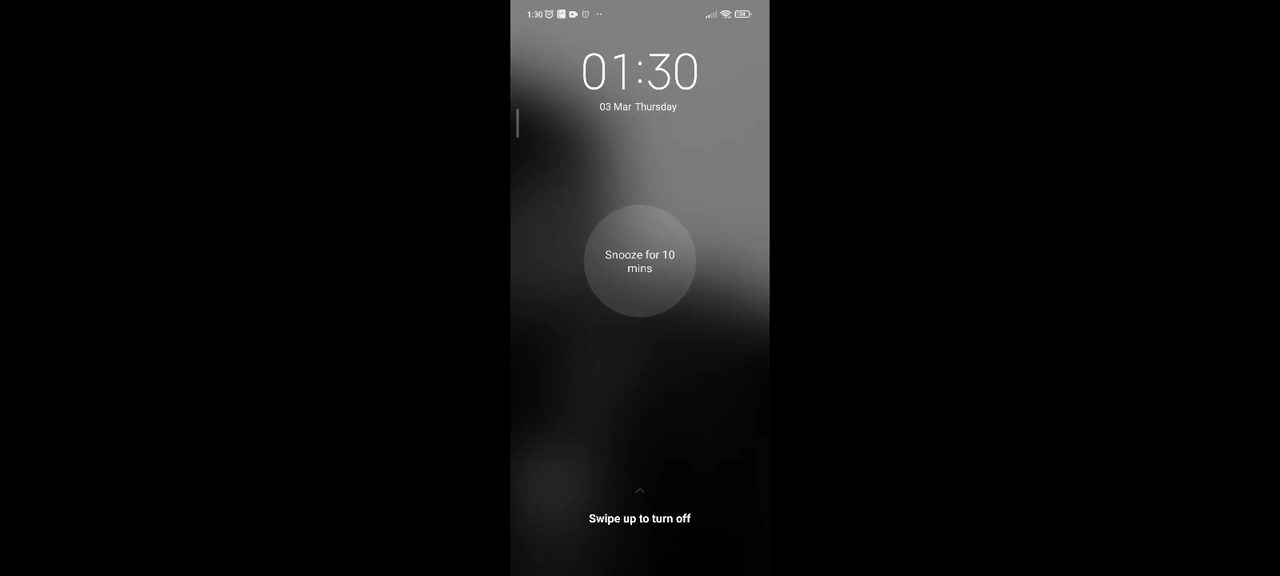 1:30
01:30
03 Mar Thursday
Snooze for 10
mins
Swipe up to turn off